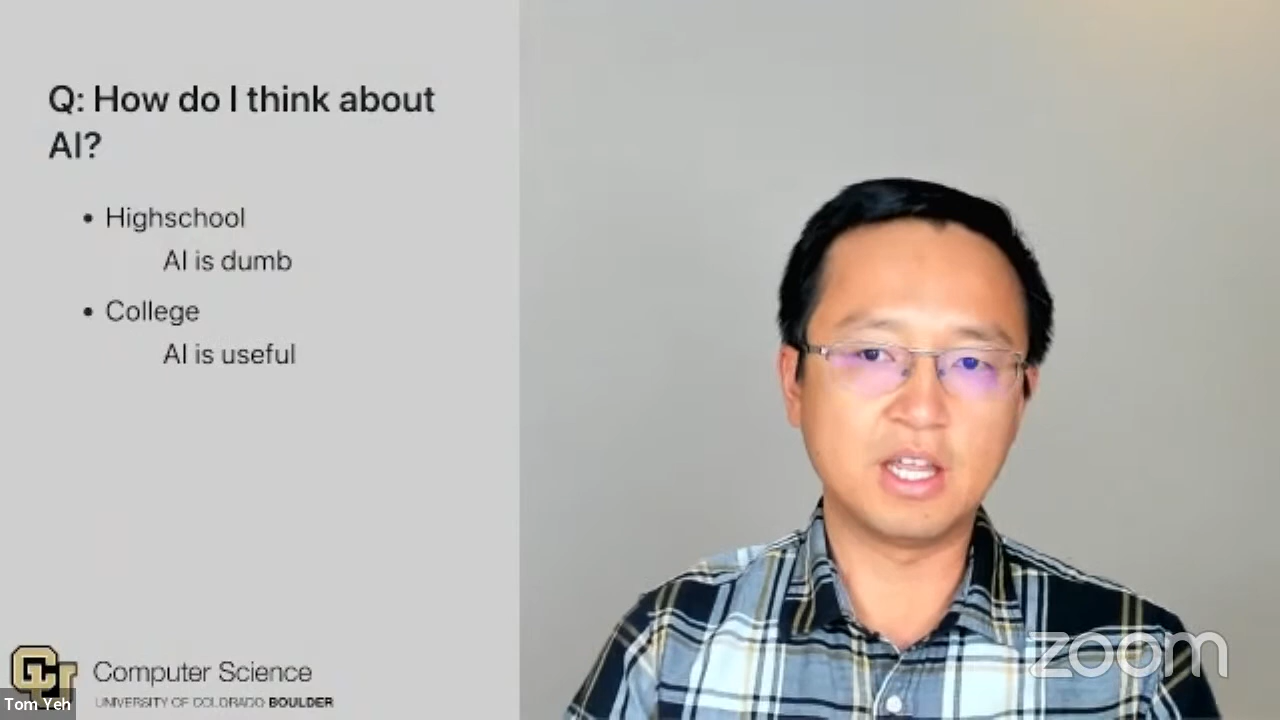 Q: How do I think about
AI?
• Highschool
AI is dumb
• College
AI is useful
Computer Science
UNIVERSITY OF COLORADO BOULDER
Tom Yeh
zoom